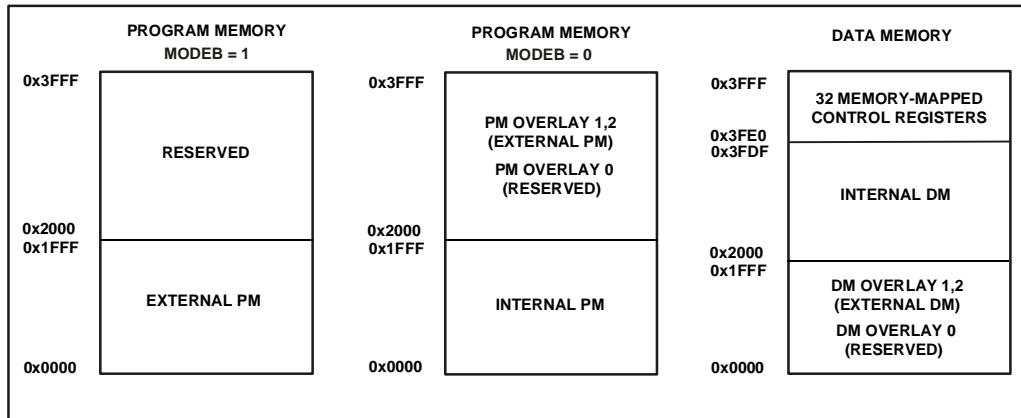 PROGRAM MEMORY
MODEB = 1
0x3FFF
RESERVED
0x2000
0x1FFF
EXTERNAL PM
0x0000
PROGRAM MEMORY
MODEB = 0
0x3FFF
PM OVERLAY 1,2
(EXTERNAL PM)
PM OVERLAY 0
(RESERVED)
0x2000
0x1FFF
INTERNAL PM
0x0000
DATA MEMORY
0x3FFF
32 MEMORY-MAPPED
CONTROL REGISTERS
0x3FE0
0x3FDF
INTERNAL DM
0x2000
0x1FFF
DM OVERLAY 1,2
(EXTERNAL DM)
DM OVERLAY 0
(RESERVED)
0x0000